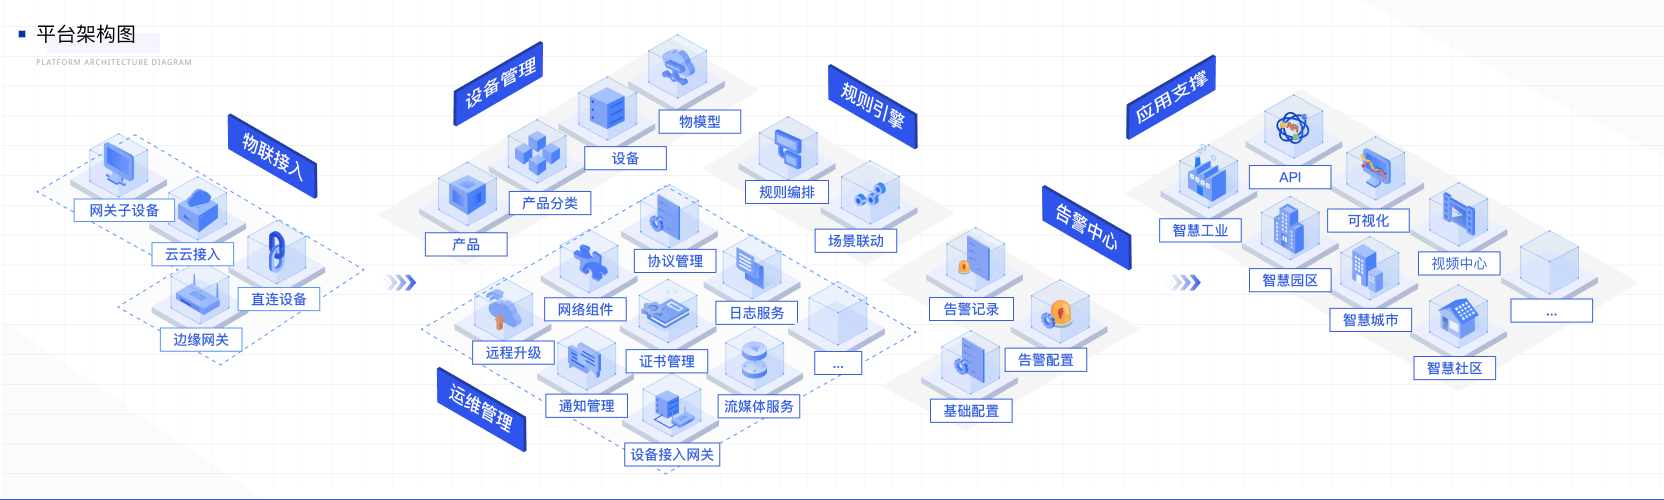 平台架构图
PLATFORM ARCHITECTURE DIAGRAM
物联接入
网关子设备
云云接入
直连设备
边缘网关
设备管理
物模型
设备
产品分类
产品
规则引擎
规则编排
场景联动
运维管理
协议管理
网络组件
日志服务
远程升级
证书管理
...
通知管理
流媒体服务
设备接入网关
告警中心
告警记录
告警配置
基础配置
应用支撑
API
智慧工业
可视化
智慧园区
视频中心
智慧城市
...
智慧社区